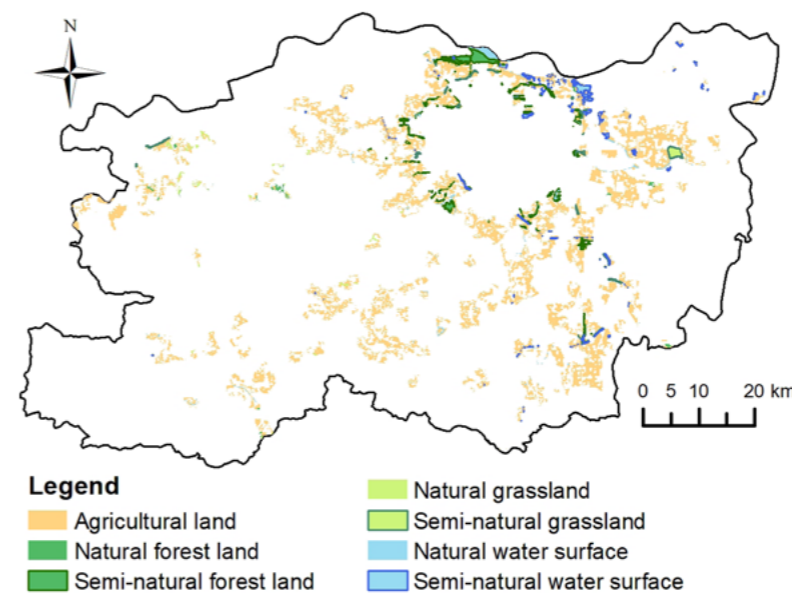 N
0 5 10 20 km
Legend
Agricultural land
Natural forest land
Semi-natural forest land
Natural grassland
Semi-natural grassland
Natural water surface
Semi-natural water surface